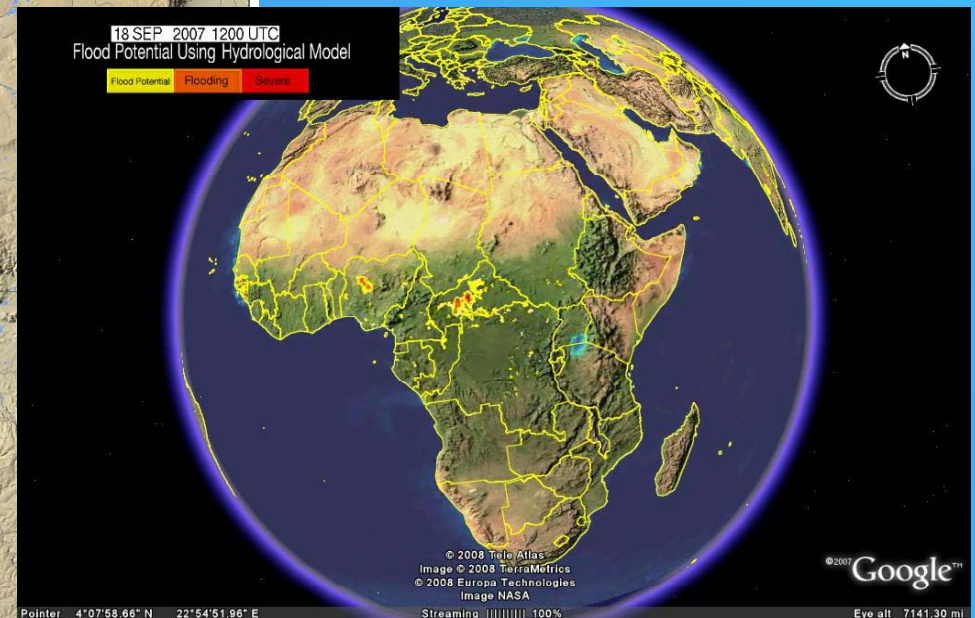 18 SEP 2007 1200 UTC
Flood Potential Using Hydrological Model
Flood Potential Flooding Severe
N
© 2008 Tele Atlas
Image © 2008 TerraMetrics
© 2008 Europa Technologies
Image NASA
©2007 Google™
Pointer 4°07'58.66" N 22°54'51.96" E Streaming ||||||||| 100% Eye alt 7141.30 mi